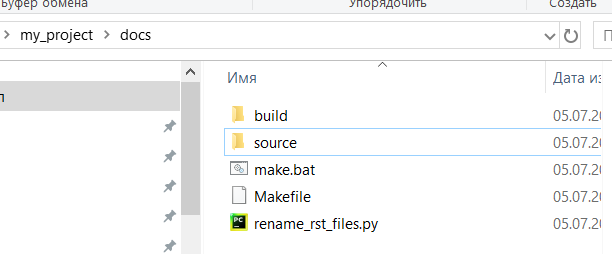 Буфер обмена Упорядочить Создать
my_project docs
Имя Дата из
build 05.07.20
source 05.07.20
make.bat 05.07.20
Makefile 05.07.20
rename_rst_files.py 05.07.20